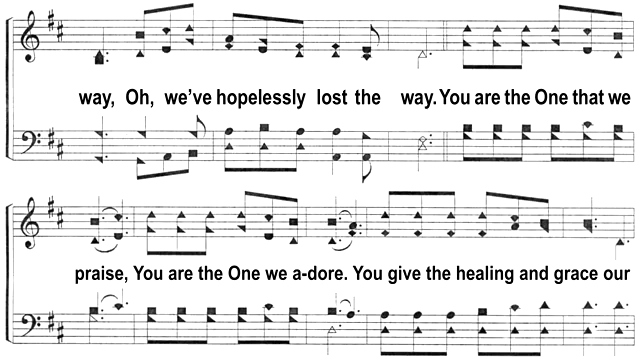 way, Oh, we've hopelessly lost the way. You are the One that we
praise, You are the One we a-dore. You give the healing and grace our